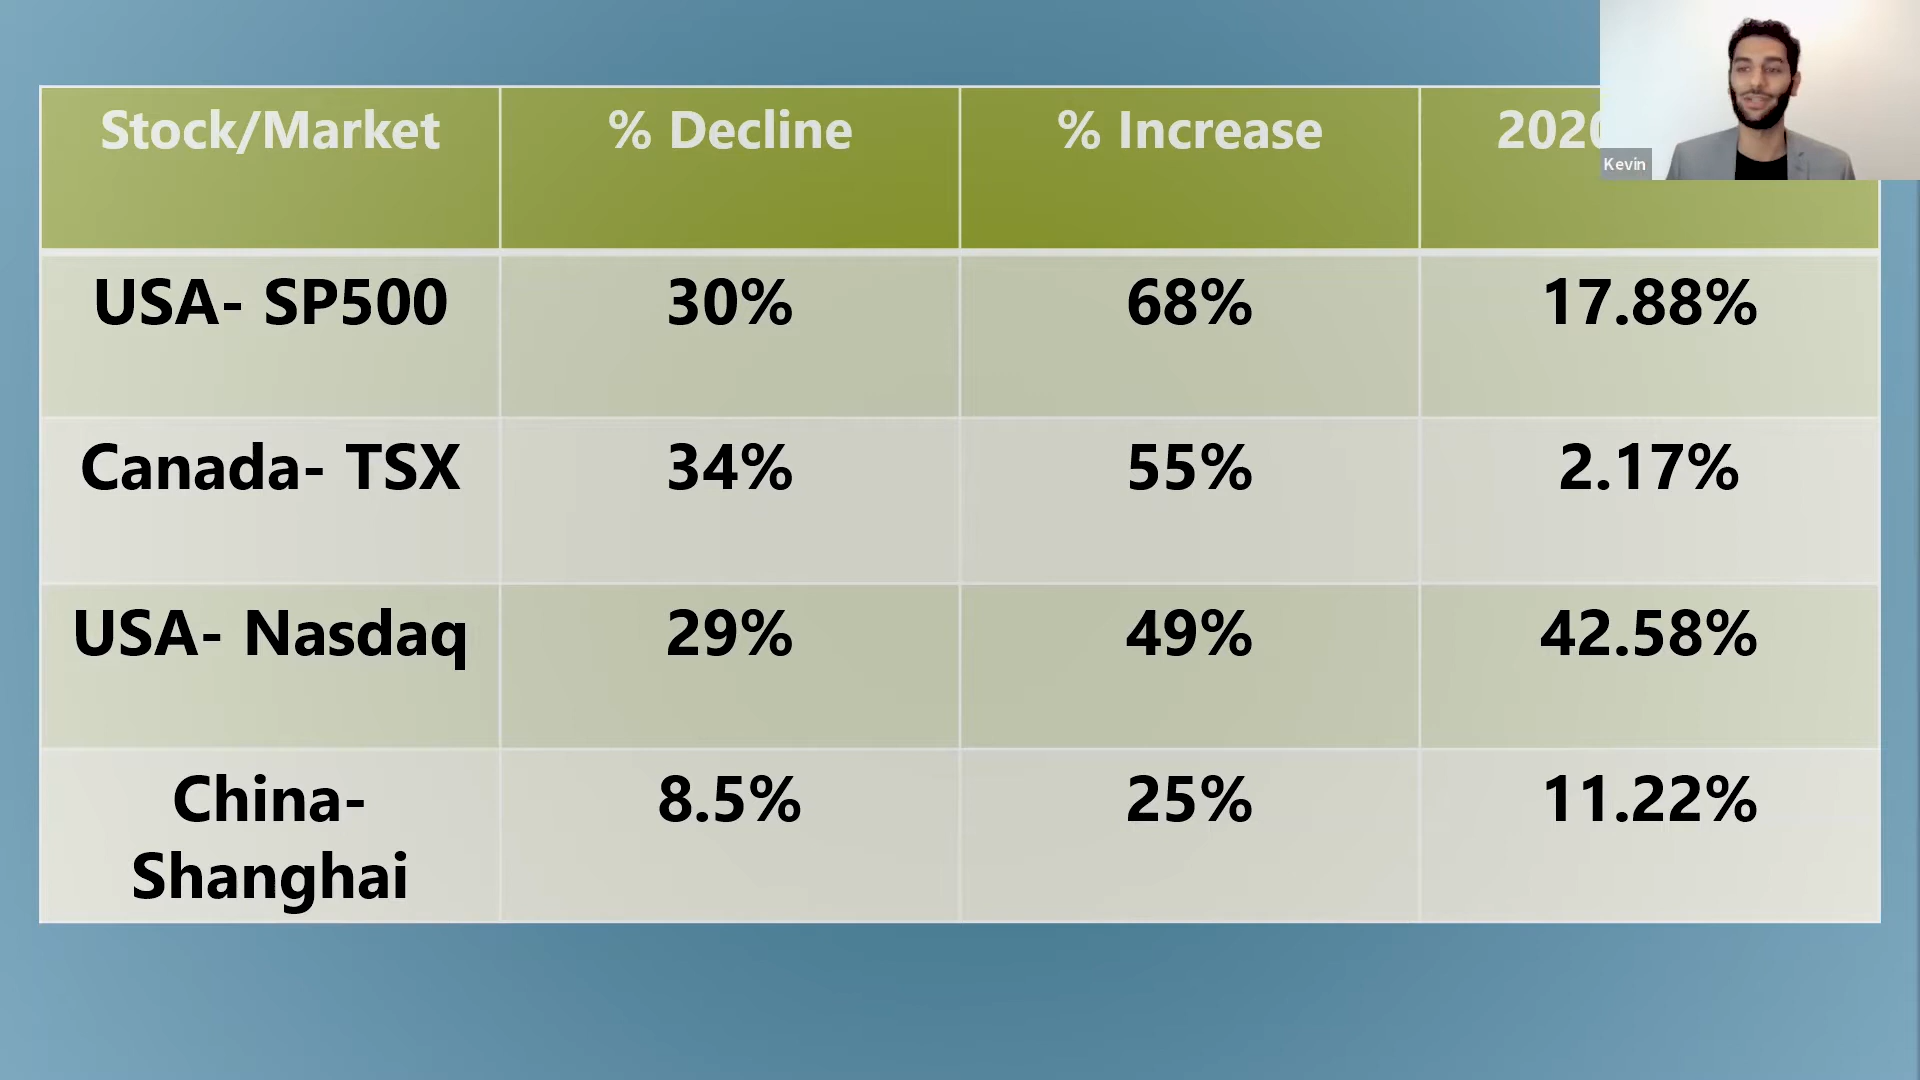 Stock/Market % Decline % Increase 2020
Kevin
USA- SP500 30% 68% 17.88%
Canada- TSX 34% 55% 2.17%
USA- Nasdaq 29% 49% 42.58%
China- 8.5% 25% 11.22%
Shanghai